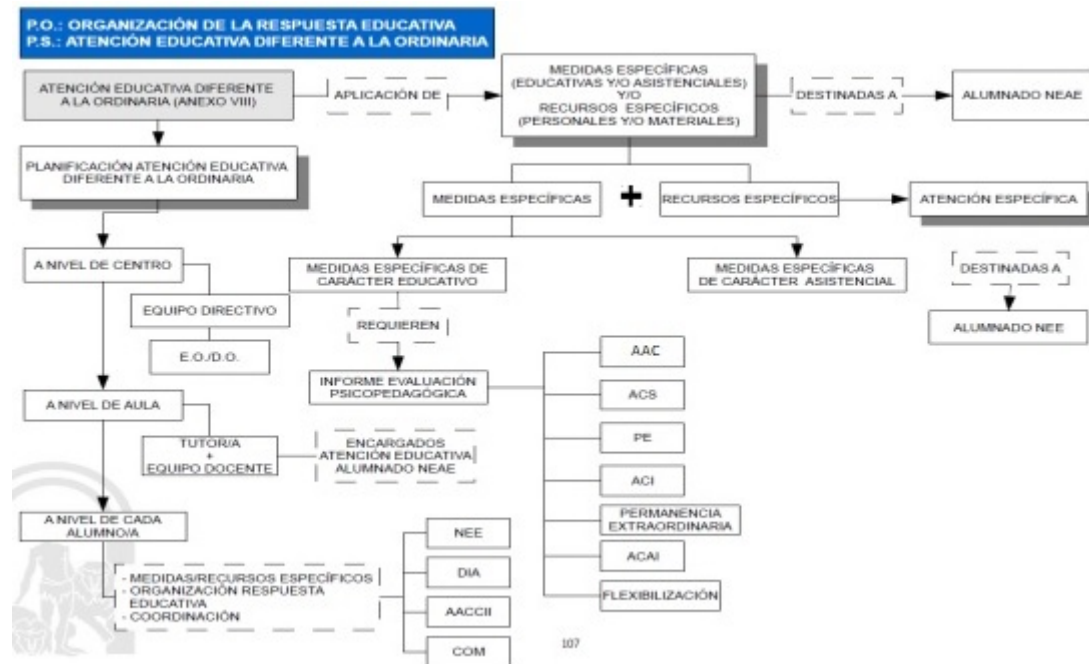 P.O.: ORGANIZACIÓN DE LA RESPUESTA EDUCATIVA
P.S.: ATENCIÓN EDUCATIVA DIFERENTE A LA ORDINARIA
ATENCIÓN EDUCATIVA DIFERENTE
A LA ORDINARIA (ANEXO VIII)
APLICACIÓN DE
MEDIDAS ESPECÍFICAS
(EDUCATIVAS Y/O ASISTENCIALES)
Y/O
RECURSOS ESPECÍFICOS
(PERSONALES Y/O MATERIALES)
DESTINADAS A
ALUMNADO NEAE
PLANIFICACIÓN ATENCIÓN EDUCATIVA
DIFERENTE A LA ORDINARIA
MEDIDAS ESPECÍFICAS
+
RECURSOS ESPECÍFICOS
ATENCIÓN ESPECÍFICA
A NIVEL DE CENTRO
EQUIPO DIRECTIVO
E.O./D.O.
MEDIDAS ESPECÍFICAS DE
CARÁCTER EDUCATIVO
MEDIDAS ESPECÍFICAS
DE CARÁCTER ASISTENCIAL
DESTINADAS A
ALUMNADO NEE
REQUIEREN
INFORME EVALUACIÓN
PSICOPEDAGÓGICA
AAC
ACS
PE
ACI
PERMANENCIA
EXTRAORDINARIA
ACAI
FLEXIBILIZACIÓN
A NIVEL DE AULA
TUTOR/A
+
EQUIPO DOCENTE
ENCARGADOS
ATENCIÓN EDUCATIVA
ALUMNADO NEAE
A NIVEL DE CADA
ALUMNO/A
- MEDIDAS/RECURSOS ESPECÍFICOS
- ORGANIZACIÓN RESPUESTA
EDUCATIVA
- COORDINACIÓN
NEE
DIA
AACCII
COM
107